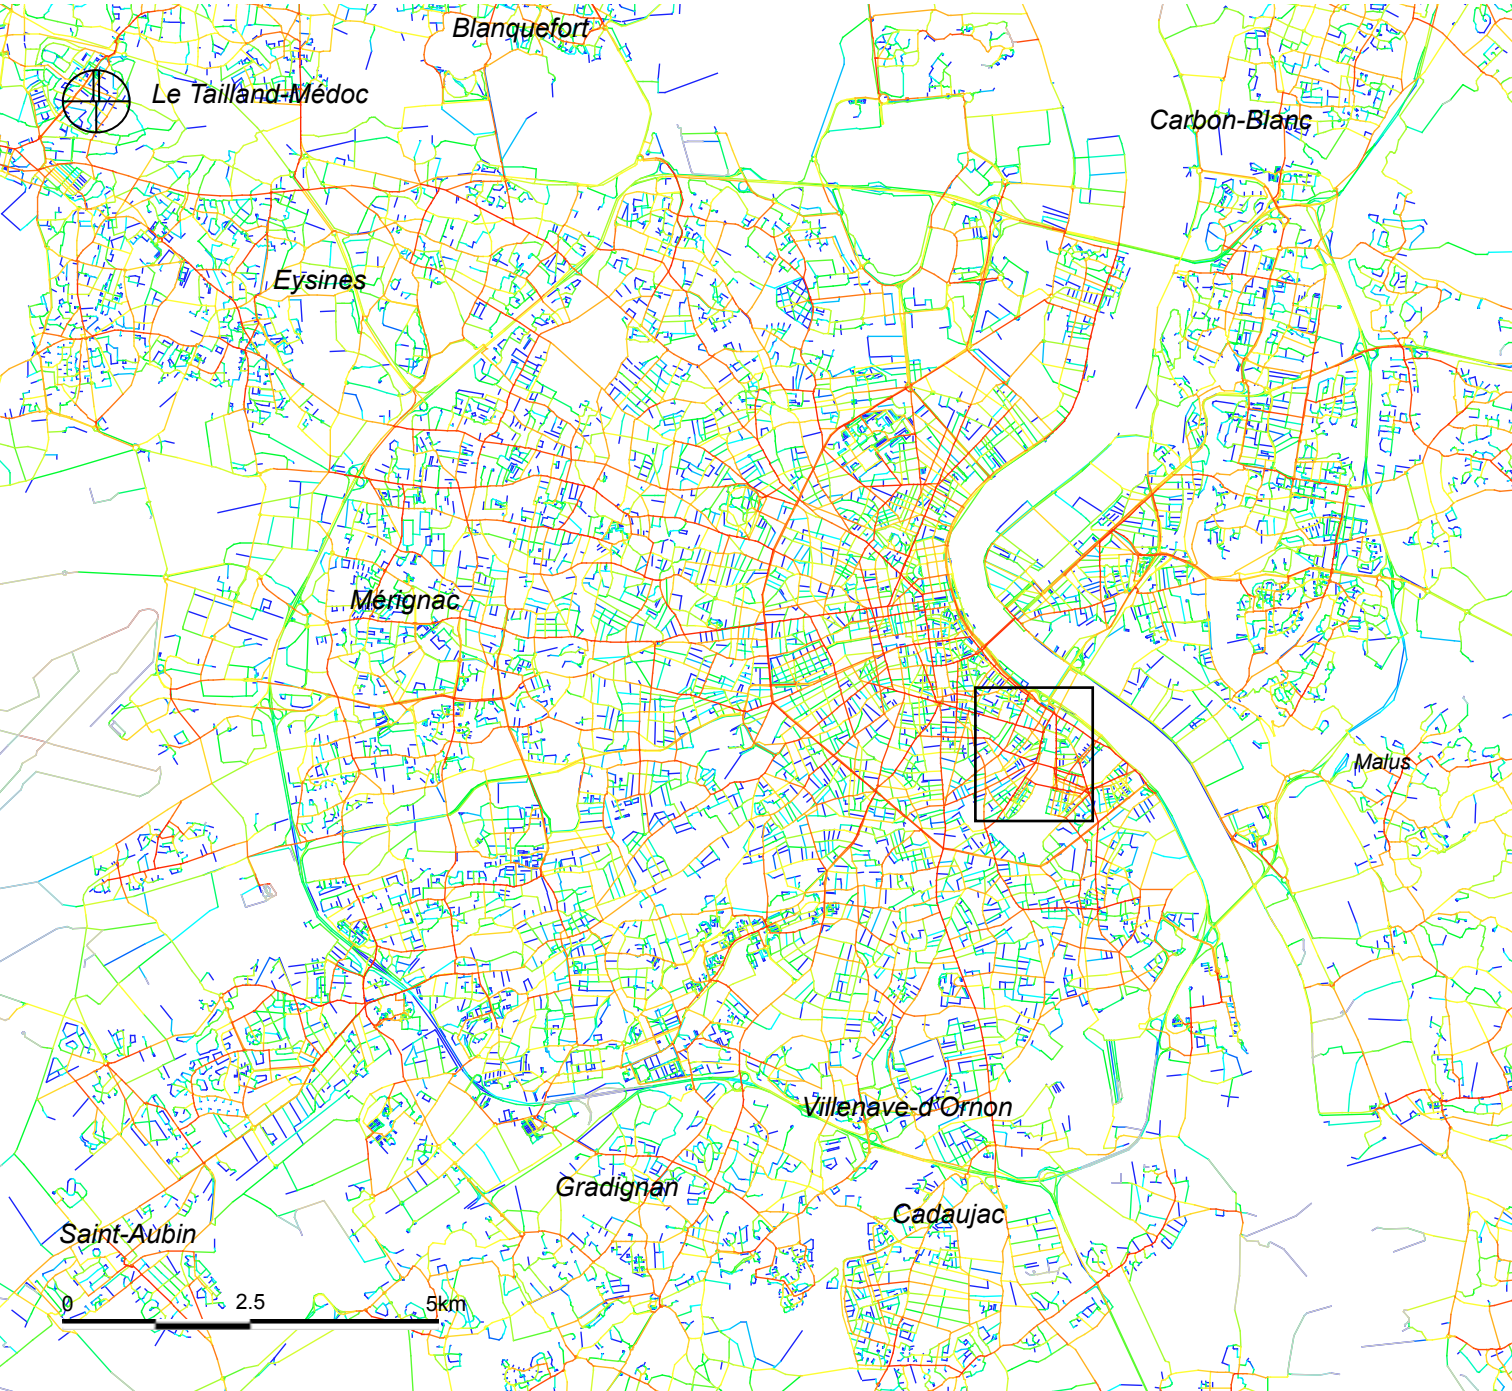 Blanquefort
Le Tailland-Médoc
Carbon-Blanc
Eysines
Mérignac
Malus
Villenave-d'Ornon
Gradignan
Cadaujac
Saint-Aubin
0 2.5 5km